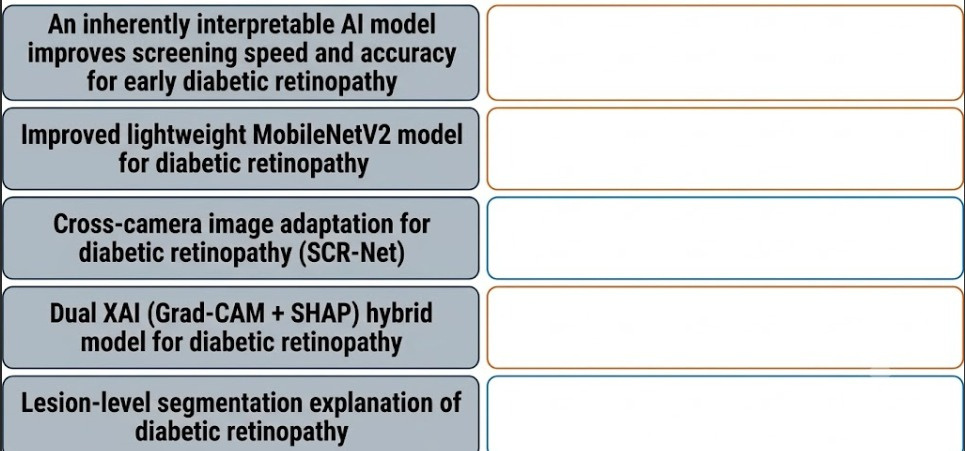 An inherently interpretable AI model
improves screening speed and accuracy
for early diabetic retinopathy
Improved lightweight MobileNetV2 model
for diabetic retinopathy
Cross-camera image adaptation for
diabetic retinopathy (SCR-Net)
Dual XAI (Grad-CAM + SHAP) hybrid
model for diabetic retinopathy
Lesion-level segmentation explanation of
diabetic retinopathy